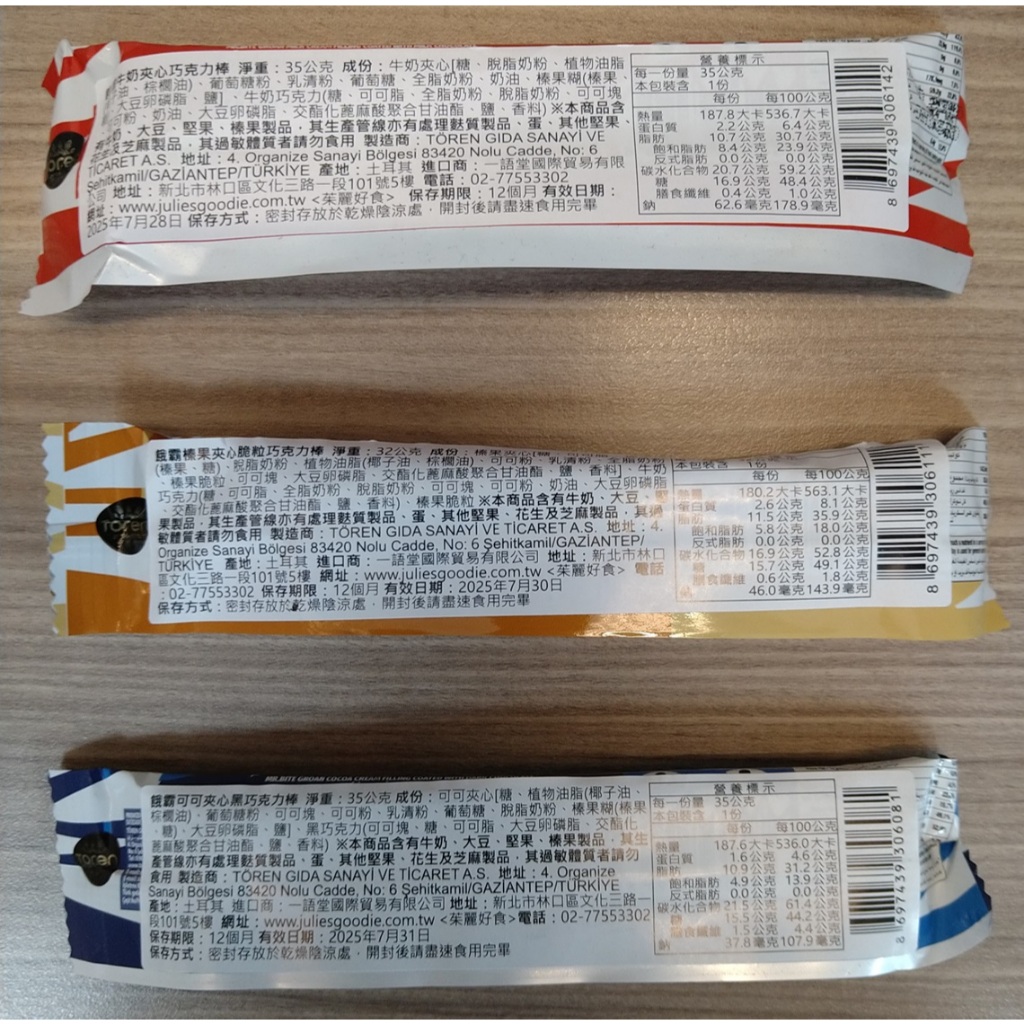 牛奶夾心巧克力棒 淨重：35公克 成份：牛奶夾心[糖、脫脂奶粉、植物油脂
油、棕櫚油)、葡萄糖粉、乳清粉、葡萄糖、全脂奶粉、奶油、榛果糊(榛果、
大豆卵磷脂、鹽]、牛奶巧克力(糖、可可脂、全脂奶粉、脫脂奶粉、可可塊
可粉、奶油、大豆卵磷脂、交酯化蓖麻酸聚合甘油酯、鹽、香料)※本商品含
有牛奶、大豆、堅果、榛果製品，其生產管線亦有處理麩質製品、蛋、其他堅果、
花生及芝麻製品，其過敏體質者請勿食用 製造商：TÖREN GIDA SANAYİ VE
TİCARET A.S. 地址：4. Organize Sanayi Bölgesi 83420 Nolu Cadde, No: 6
Şehitkamil/GAZİANTEP/TÜRKİYE 產地：土耳其 進口商：一語堂國際貿易有限
公司 地址：新北市林口區文化三路一段101號5樓 電話：02-77553302
網址：www.juliesgoodie.com.tw <茱麗好食> 保存期限：12個月 有效日期：
2025年7月28日 保存方式：密封存放於乾燥陰涼處，開封後請盡速食用完畢
營養標示
每一份量 35公克
本包裝含 1份
每份 每100公克
熱量 187.8大卡 536.7大卡
蛋白質 2.2公克 6.4公克
脂肪 10.7公克 30.7公克
飽和脂肪 8.4公克 23.9公克
反式脂肪 0.0公克 0.0公克
碳水化合物 20.7公克 59.2公克
糖 16.9公克 48.4公克
膳食纖維 0.4公克 1.0公克
鈉 62.6毫克 178.9毫克
8 697439 306142
餓霸榛果夾心脆粒巧克力棒 淨重：32公克 成份：榛果夾心[糖
(榛果、糖)、脫脂奶粉、植物油脂(椰子油、棕櫚油)、可可粉、乳清粉、全脂奶粉
榛果脆粒、可可塊、大豆卵磷脂、交酯化蓖麻酸聚合甘油酯、鹽、香料]、牛奶
巧克力(糖、可可脂、全脂奶粉、脫脂奶粉、可可塊、可可粉、奶油、大豆卵磷脂
、交酯化蓖麻酸聚合甘油酯、鹽、香料)、榛果脆粒※本商品含有牛奶、大豆、堅
果製品，其生產管線亦有處理麩質製品、蛋、其他堅果、花生及芝麻製品，其過
敏體質者請勿食用 製造商：TÖREN GIDA SANAYİ VE TİCARET A.S. 地址：4.
Organize Sanayi Bölgesi 83420 Nolu Cadde, No: 6 Şehitkamil/GAZİANTEP/
TÜRKİYE 產地：土耳其 進口商：一語堂國際貿易有限公司 地址：新北市林口
區文化三路一段101號5樓 網址：www.juliesgoodie.com.tw <茱麗好食> 電話
：02-77553302 保存期限：12個月 有效日期：2025年7月30日
保存方式：密封存放於乾燥陰涼處，開封後請盡速食用完畢
本包裝含 1份
每份 每100公克
熱量 180.2大卡 563.1大卡
蛋白質 2.6公克 8.1公克
脂肪 11.5公克 35.9公克
飽和脂肪 5.8公克 18.0公克
反式脂肪 0.0公克 0.0公克
碳水化合物 16.9公克 52.8公克
糖 15.7公克 49.1公克
膳食纖維 0.6公克 1.8公克
鈉 46.0毫克 143.9毫克
8 697439 306111
Toren
餓霸可可夾心黑巧克力棒 淨重：35公克 成份：可可夾心[糖、植物油脂(椰子油、
棕櫚油)、葡萄糖粉、可可塊、可可粉、乳清粉、葡萄糖、脫脂奶粉、榛果糊(榛果
、糖)、大豆卵磷脂、鹽]、黑巧克力(可可塊、糖、可可脂、大豆卵磷脂、交酯化
蓖麻酸聚合甘油酯、鹽、香料)※本商品含有牛奶、大豆、堅果、榛果製品，其生
產管線亦有處理麩質製品、蛋、其他堅果、花生及芝麻製品，其過敏體質者請勿
食用 製造商：TÖREN GIDA SANAYİ VE TİCARET A.S. 地址：4. Organize
Sanayi Bölgesi 83420 Nolu Cadde, No: 6 Şehitkamil/GAZİANTEP/TÜRKİYE
產地：土耳其 進口商：一語堂國際貿易有限公司 地址：新北市林口區文化三路一
段101號5樓 網址：www.juliesgoodie.com.tw <茱麗好食>電話：02-77553302
保存期限：12個月 有效日期：2025年7月31日
保存方式：密封存放於乾燥陰涼處，開封後請盡速食用完畢
營養標示
每一份量 35公克
本包裝含 1份
每份 每100公克
熱量 187.6大卡 536.0大卡
蛋白質 1.6公克 4.6公克
脂肪 10.9公克 31.2公克
飽和脂肪 4.9公克 13.9公克
反式脂肪 0.0公克 0.0公克
碳水化合物 21.5公克 61.4公克
糖 15.5公克 44.2公克
膳食纖維 1.5公克 4.4公克
鈉 37.8毫克 107.9毫克
8 697439 306081
Toren